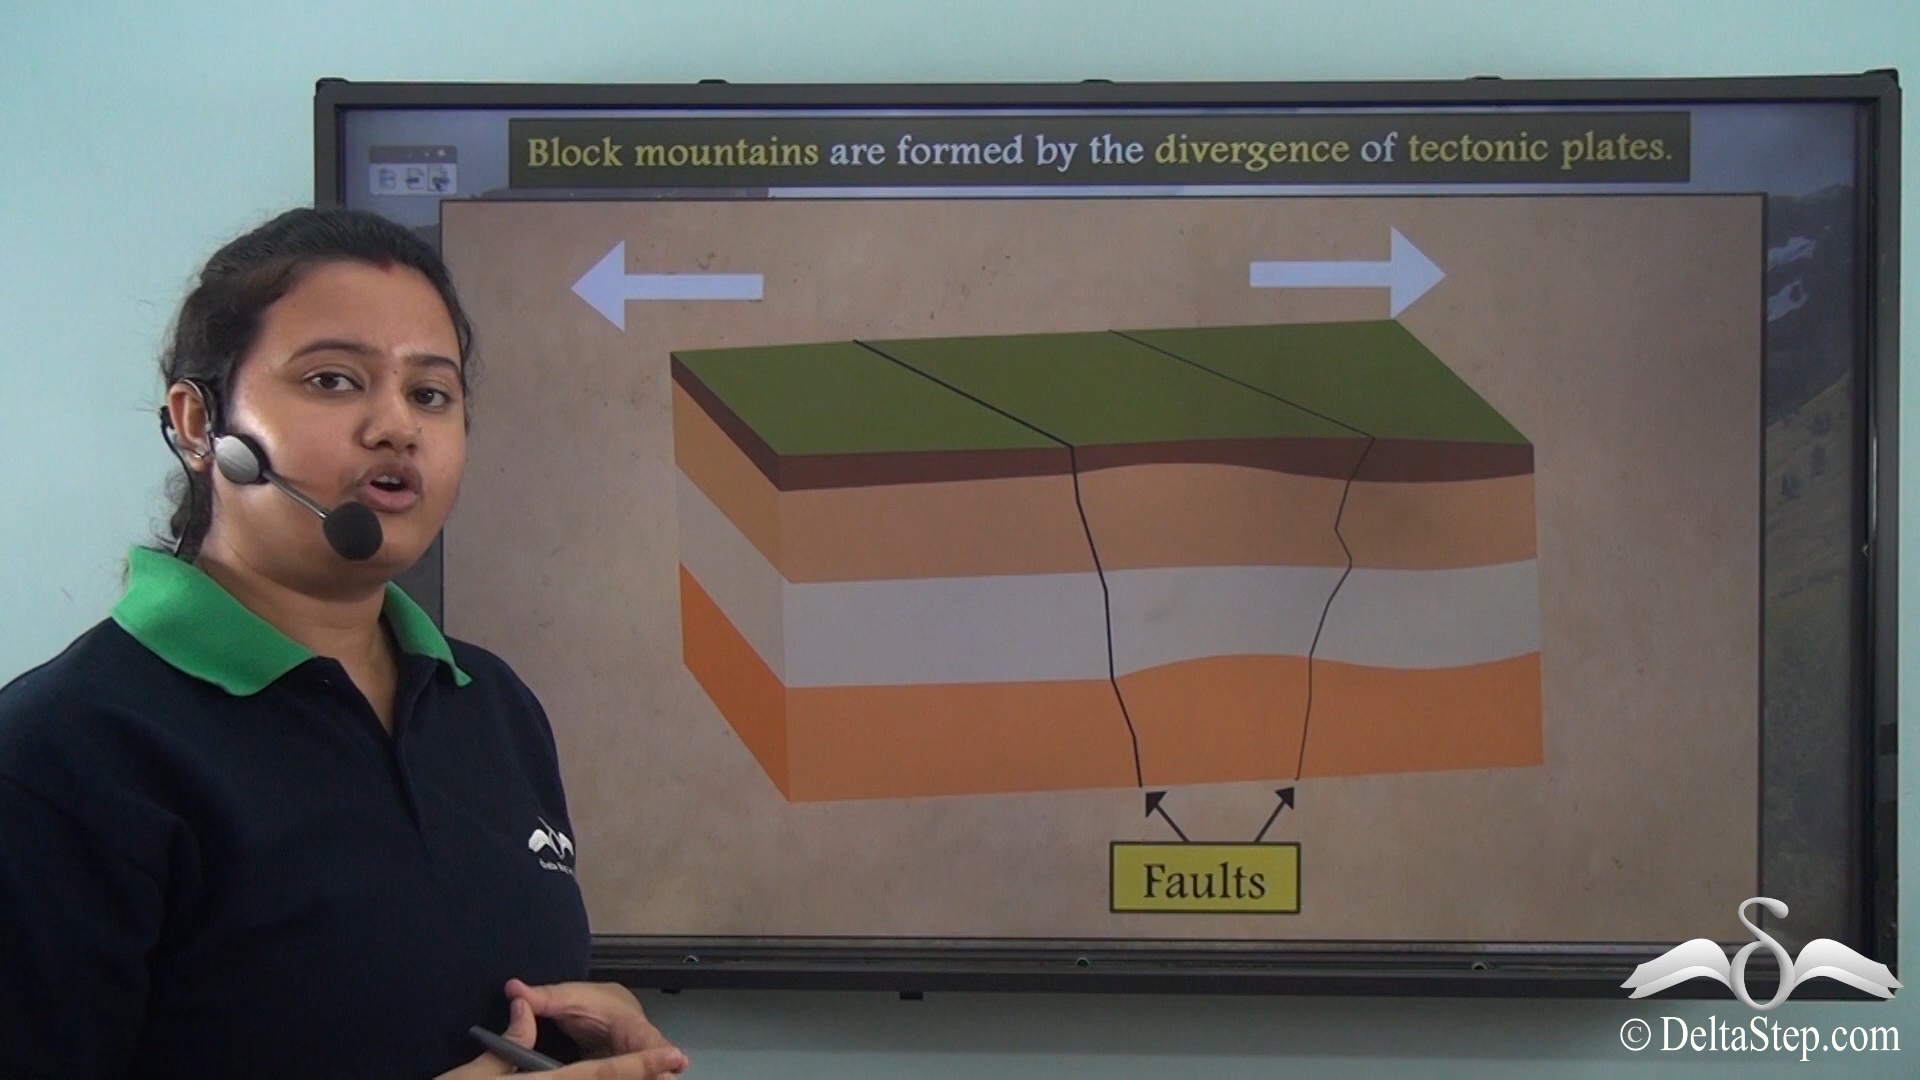 Block mountains are formed by the divergence of tectonic plates.
Faults
© DeltaStep.com